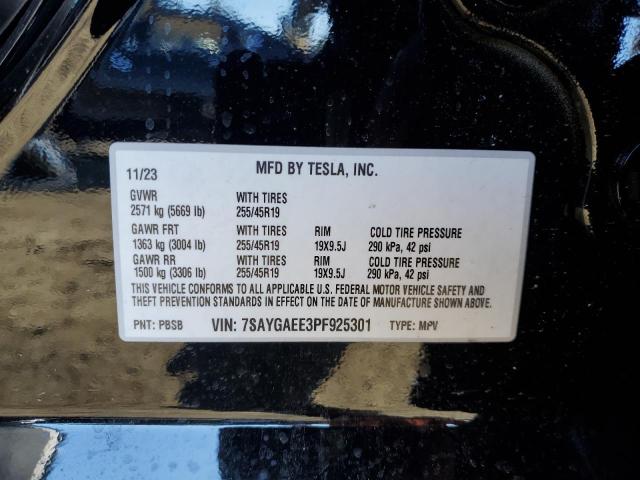 11/23 MFD BY TESLA, INC.
GVWR WITH TIRES
2571 kg (5669 lb) 255/45R19
GAWR FRT WITH TIRES RIM COLD TIRE PRESSURE
1363 kg (3004 lb) 255/45R19 19X9.5J 290 kPa, 42 psi
GAWR RR WITH TIRES RIM COLD TIRE PRESSURE
1500 kg (3306 lb) 255/45R19 19X9.5J 290 kPa, 42 psi
THIS VEHICLE CONFORMS TO ALL APPLICABLE U.S. FEDERAL MOTOR VEHICLE SAFETY AND
THEFT PREVENTION STANDARDS IN EFFECT ON THE DATE OF MANUFACTURE SHOWN ABOVE.
PNT: PBSB VIN: 7SAYGAEE3PF925301 TYPE: MPV